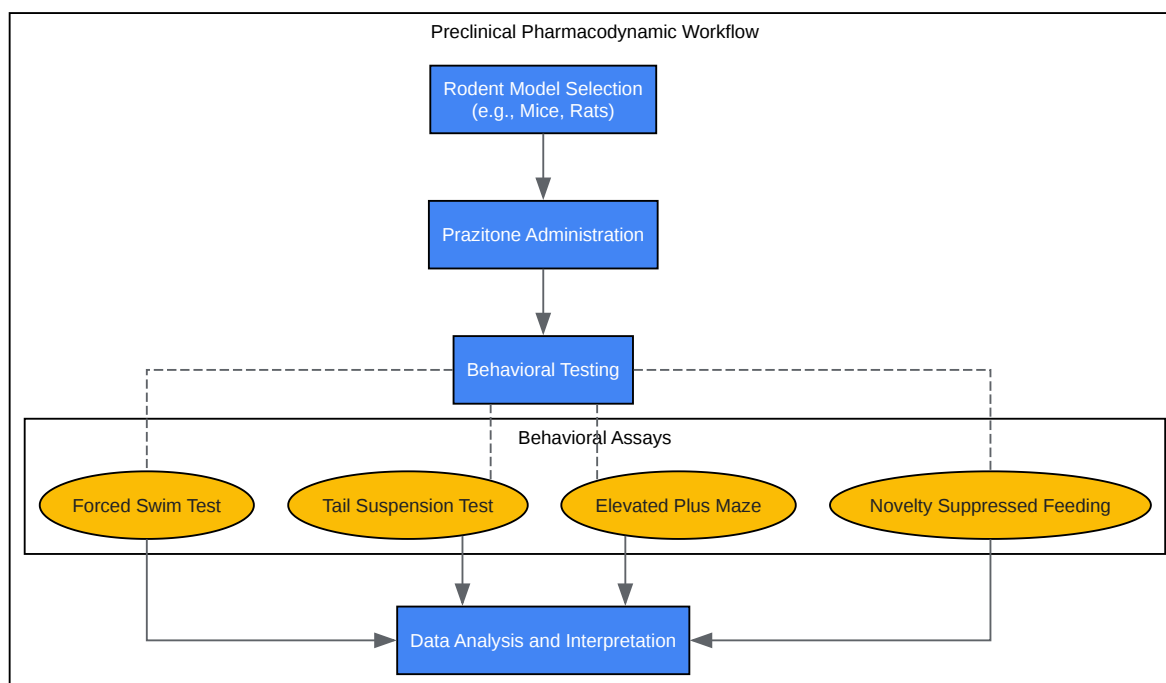 Preclinical Pharmacodynamic Workflow
Rodent Model Selection
(e.g., Mice, Rats)
Prazitone Administration
Behavioral Testing
Behavioral Assays
Forced Swim Test
Tail Suspension Test
Elevated Plus Maze
Novelty Suppressed Feeding
Data Analysis and Interpretation